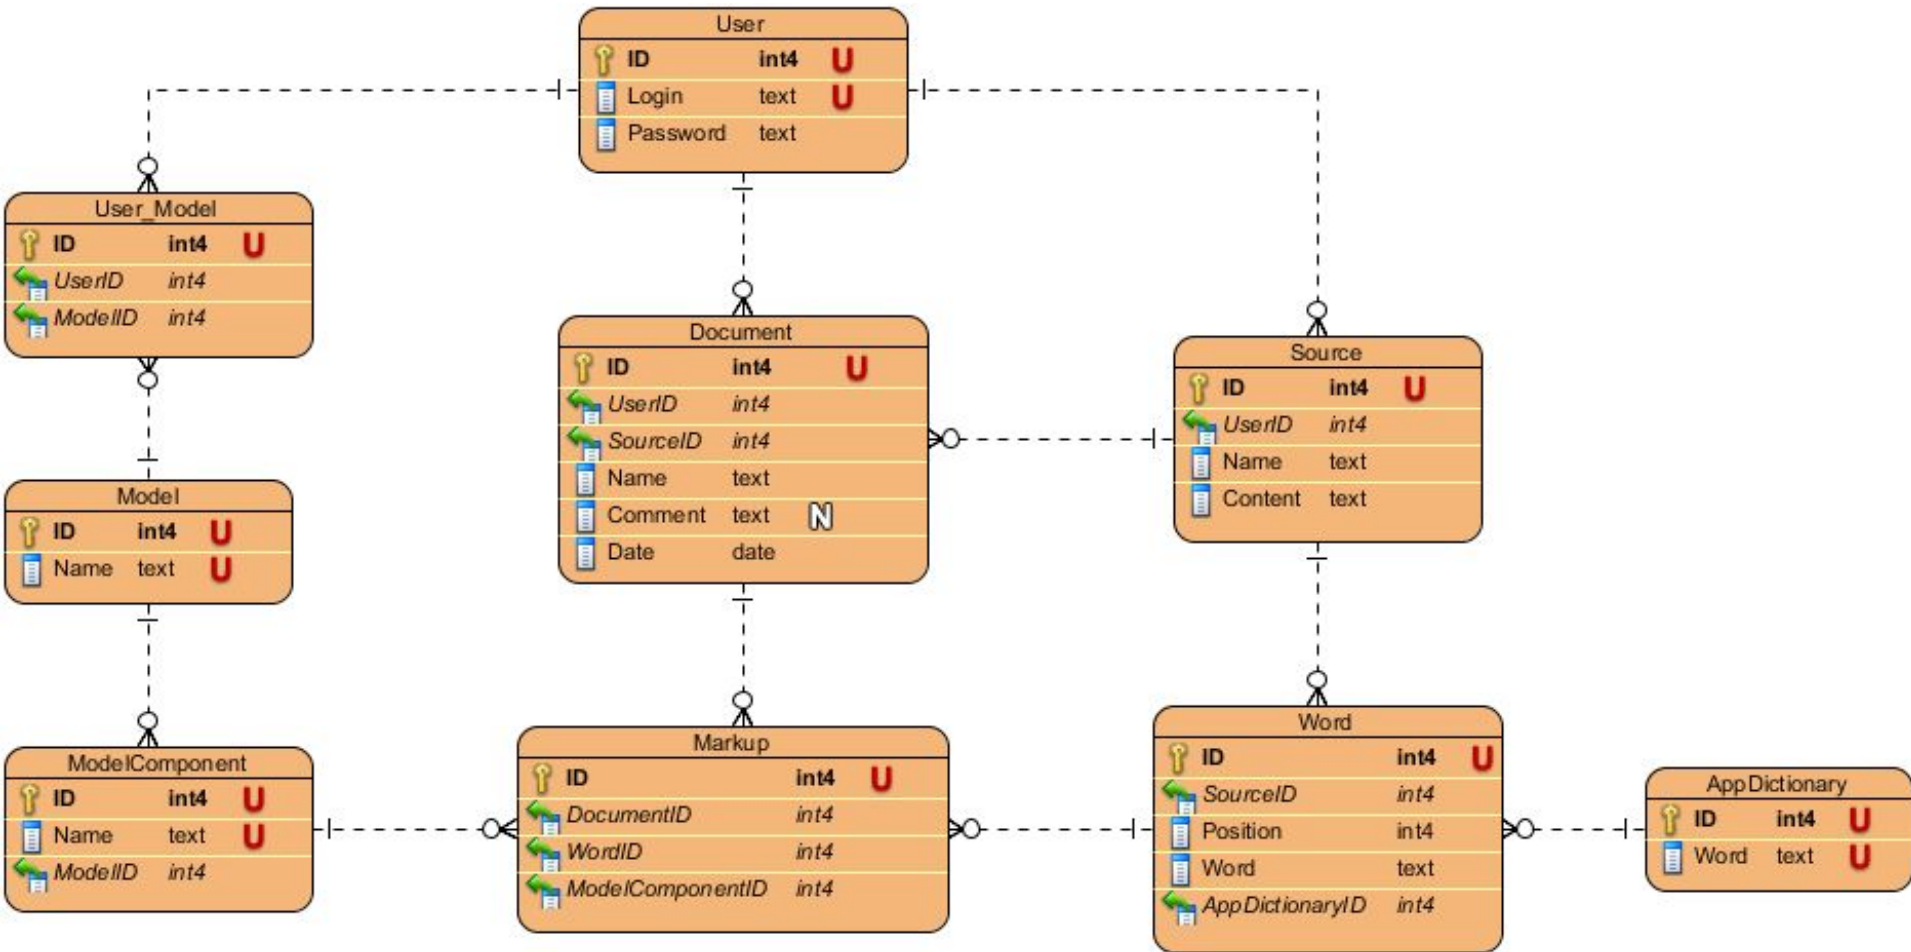 User
ID int4 U
Login text U
Password text
User_Model
ID int4 U
UserID int4
ModelID int4
Document
ID int4 U
UserID int4
SourceID int4
Name text
Comment text N
Date date
Source
ID int4 U
UserID int4
Name text
Content text
Model
ID int4 U
Name text U
ModelComponent
ID int4 U
Name text U
ModelID int4
Markup
ID int4 U
DocumentID int4
WordID int4
ModelComponentID int4
Word
ID int4 U
SourceID int4
Position int4
Word text
AppDictionaryID int4
AppDictionary
ID int4 U
Word text U